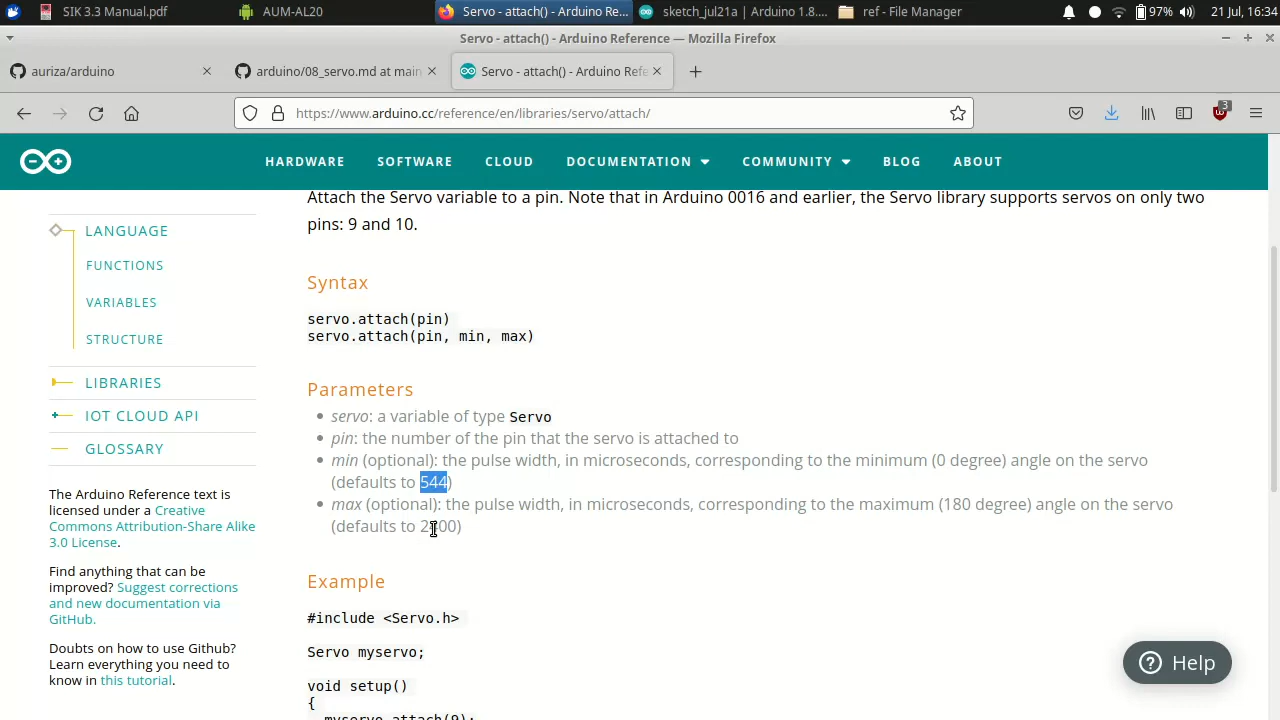 SIK 3.3 Manual.pdf
AUM-AL20
Servo - attach() - Arduino Re...
sketch_jul21a | Arduino 1.8....
ref - File Manager
97%
21 Jul, 16:34
Servo - attach() - Arduino Reference — Mozilla Firefox
auriza/arduino
arduino/08_servo.md at main
Servo - attach() - Arduino Refe
https://www.arduino.cc/reference/en/libraries/servo/attach/
3
HARDWARE
SOFTWARE
CLOUD
DOCUMENTATION
COMMUNITY
BLOG
ABOUT
LANGUAGE
FUNCTIONS
VARIABLES
STRUCTURE
LIBRARIES
IOT CLOUD API
GLOSSARY
The Arduino Reference text is
licensed under a Creative
Commons Attribution-Share Alike
3.0 License.
Find anything that can be
improved? Suggest corrections
and new documentation via
GitHub.
Doubts on how to use Github?
Learn everything you need to
know in this tutorial.
Attach the Servo variable to a pin. Note that in Arduino 0016 and earlier, the Servo library supports servos on only two
pins: 9 and 10.
Syntax
servo.attach(pin)
servo.attach(pin, min, max)
Parameters
servo: a variable of type Servo
pin: the number of the pin that the servo is attached to
min (optional): the pulse width, in microseconds, corresponding to the minimum (0 degree) angle on the servo
(defaults to 544)
max (optional): the pulse width, in microseconds, corresponding to the maximum (180 degree) angle on the servo
(defaults to 2400)
Example
#include <Servo.h>
Servo myservo;
void setup()
{
myservo.attach(9);
Help